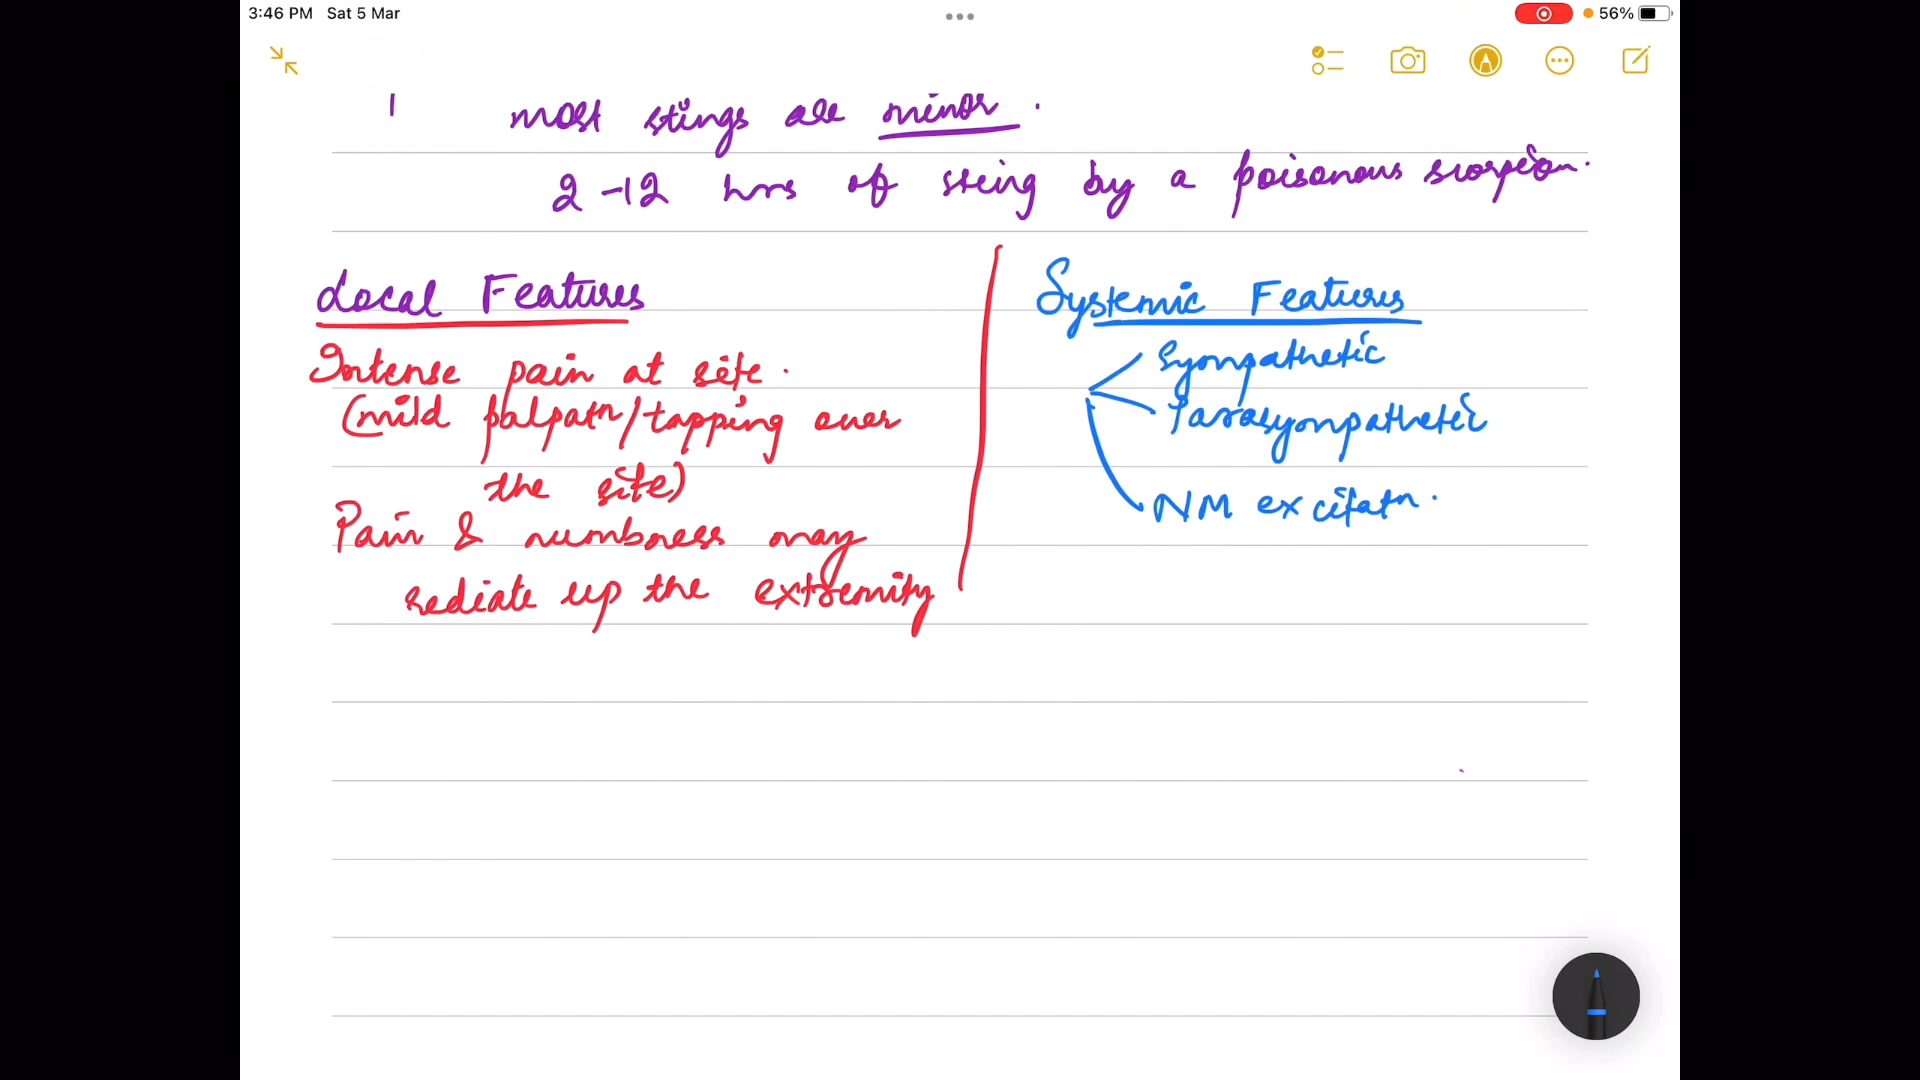 3:46 PM Sat 5 Mar
56%
most stings are minor.
2-12 hrs of sting by a poisonous scorpion.
Local Features
Intense pain at site.
(mild palpatn/tapping over
the site)
Pain & numbness may
radiate up the extremity
Systemic Features
Sympathetic
Parasympathetic
NM excitatn.